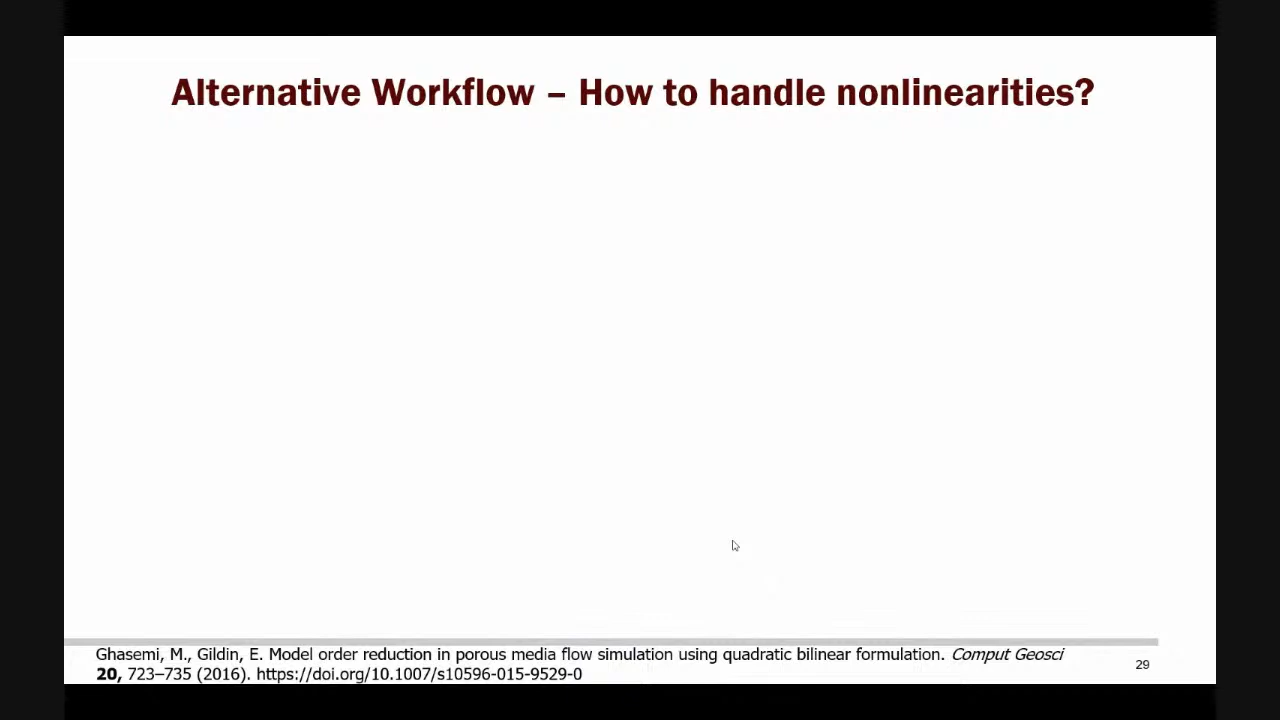 Alternative Workflow – How to handle nonlinearities?
Ghasemi, M., Gildin, E. Model order reduction in porous media flow simulation using quadratic bilinear formulation. Comput Geosci
20, 723–735 (2016). https://doi.org/10.1007/s10596-015-9529-0
29